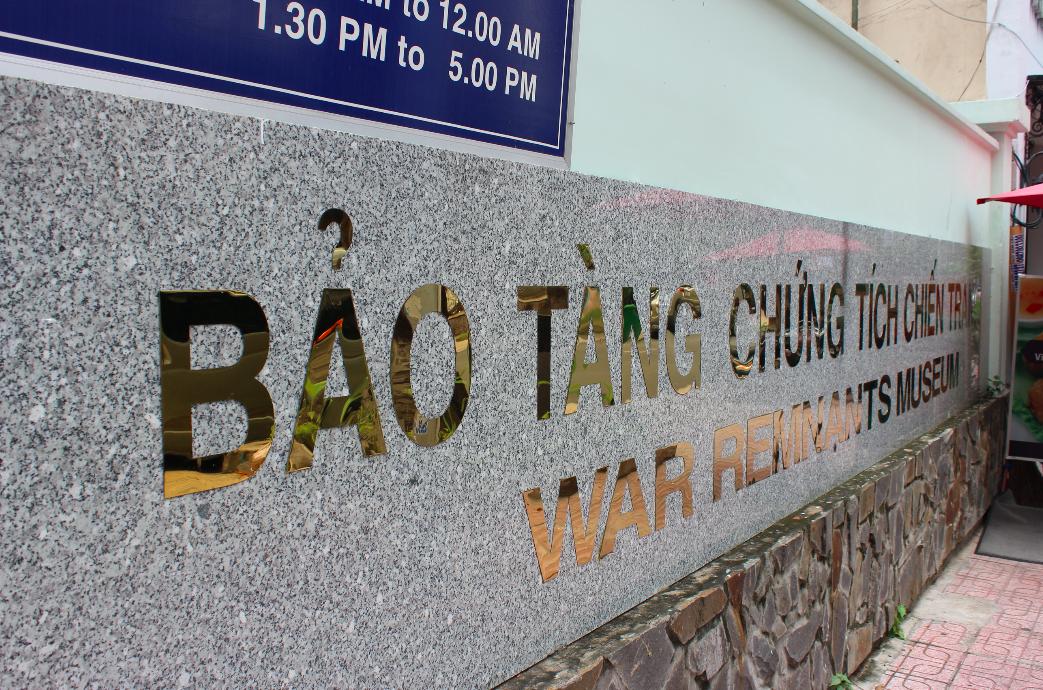 to 12.00 AM
1.30 PM to 5.00 PM
BẢO TÀNG CHỨNG TÍCH CHIẾN
WAR REMNANTS MUSEUM